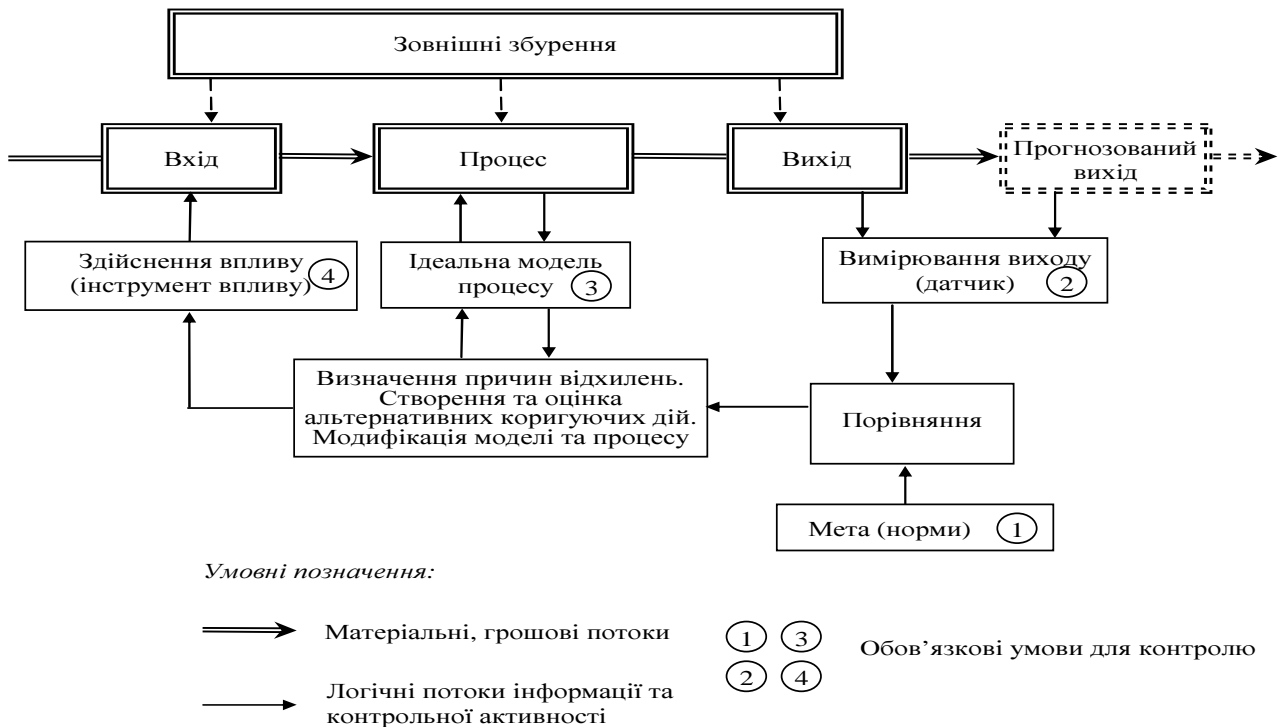 Зовнішні збурення
Вхід
Процес
Вихід
Прогнозований
вихід
Здійснення впливу
(інструмент впливу)
4
Ідеальна модель
процесу
3
Вимірювання виходу
(датчик)
2
Визначення причин відхилень.
Створення та оцінка
альтернативних коригуючих дій.
Модифікація моделі та процесу
Порівняння
Мета (норми)
1
Умовні позначення:
Матеріальні, грошові потоки
1 3
2 4
Обов’язкові умови для контролю
Логічні потоки інформації та
контрольної активності